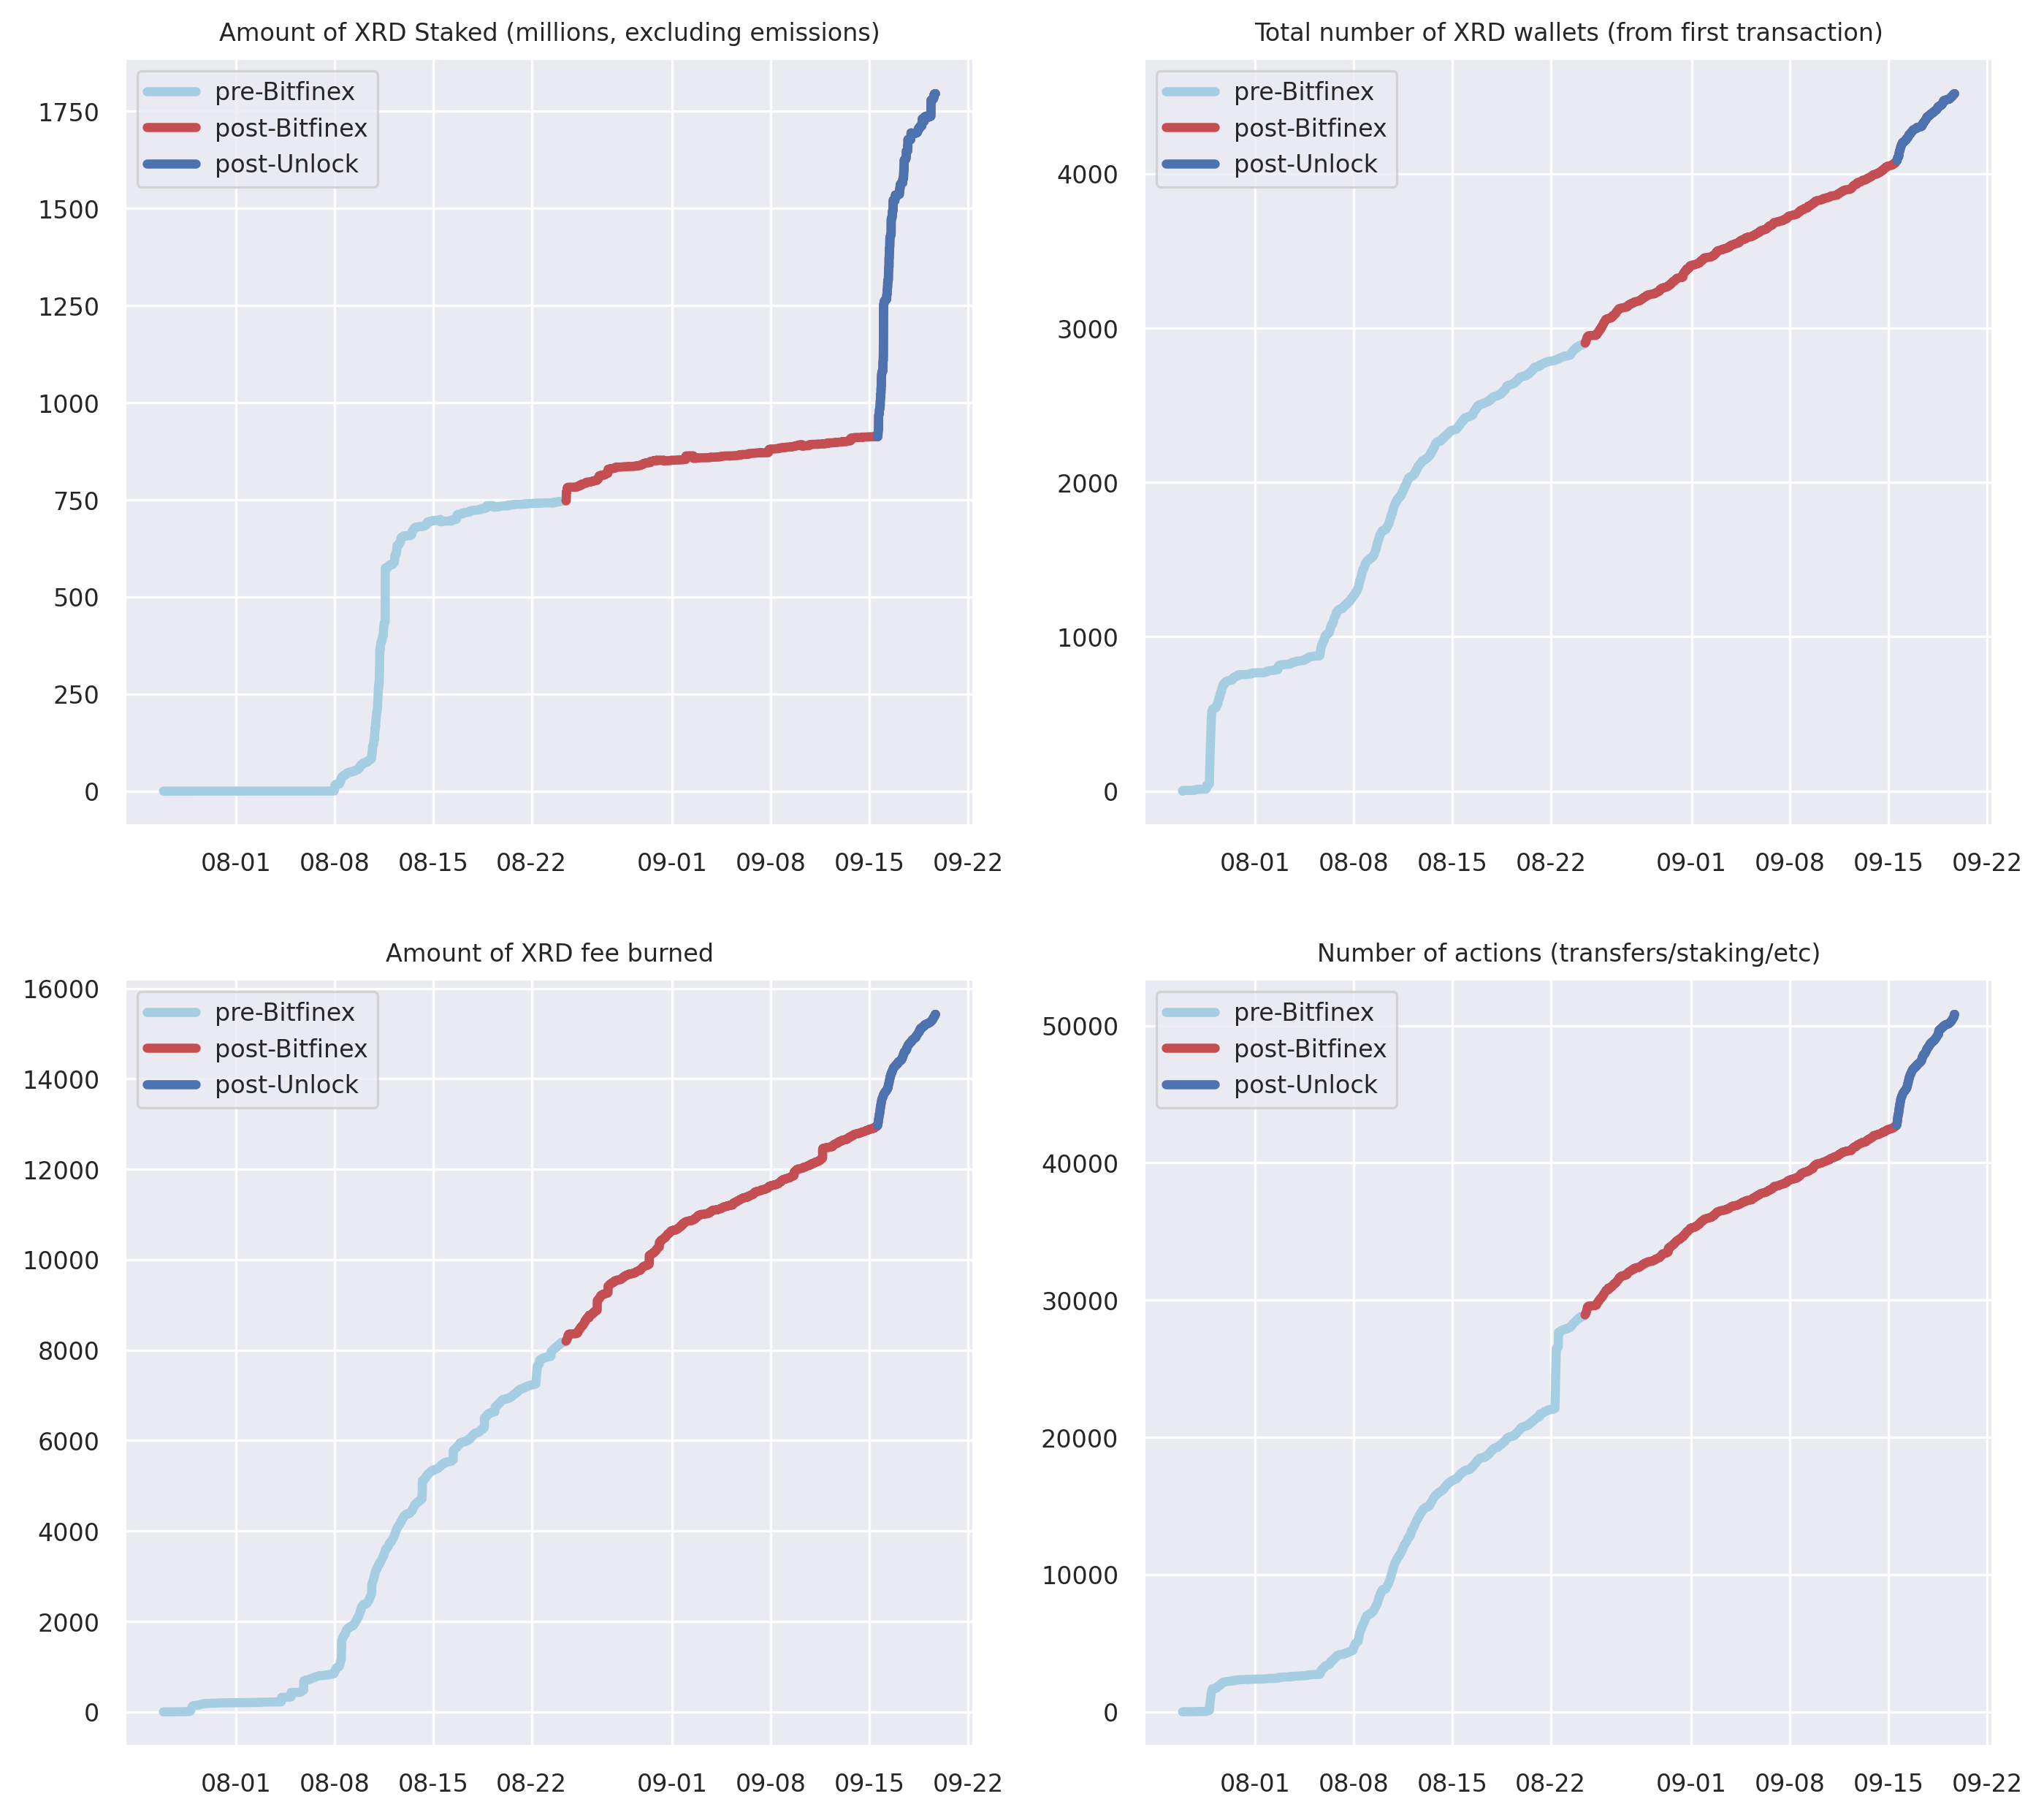 Amount of XRD Staked (millions, excluding emissions)
pre-Bitfinex
post-Bitfinex
post-Unlock
1750
1500
1250
1000
750
500
250
0
08-01 08-08 08-15 08-22 09-01 09-08 09-15 09-22
Total number of XRD wallets (from first transaction)
pre-Bitfinex
post-Bitfinex
post-Unlock
4000
3000
2000
1000
0
08-01 08-08 08-15 08-22 09-01 09-08 09-15 09-22
Amount of XRD fee burned
pre-Bitfinex
post-Bitfinex
post-Unlock
16000
14000
12000
10000
8000
6000
4000
2000
0
08-01 08-08 08-15 08-22 09-01 09-08 09-15 09-22
Number of actions (transfers/staking/etc)
pre-Bitfinex
post-Bitfinex
post-Unlock
50000
40000
30000
20000
10000
0
08-01 08-08 08-15 08-22 09-01 09-08 09-15 09-22